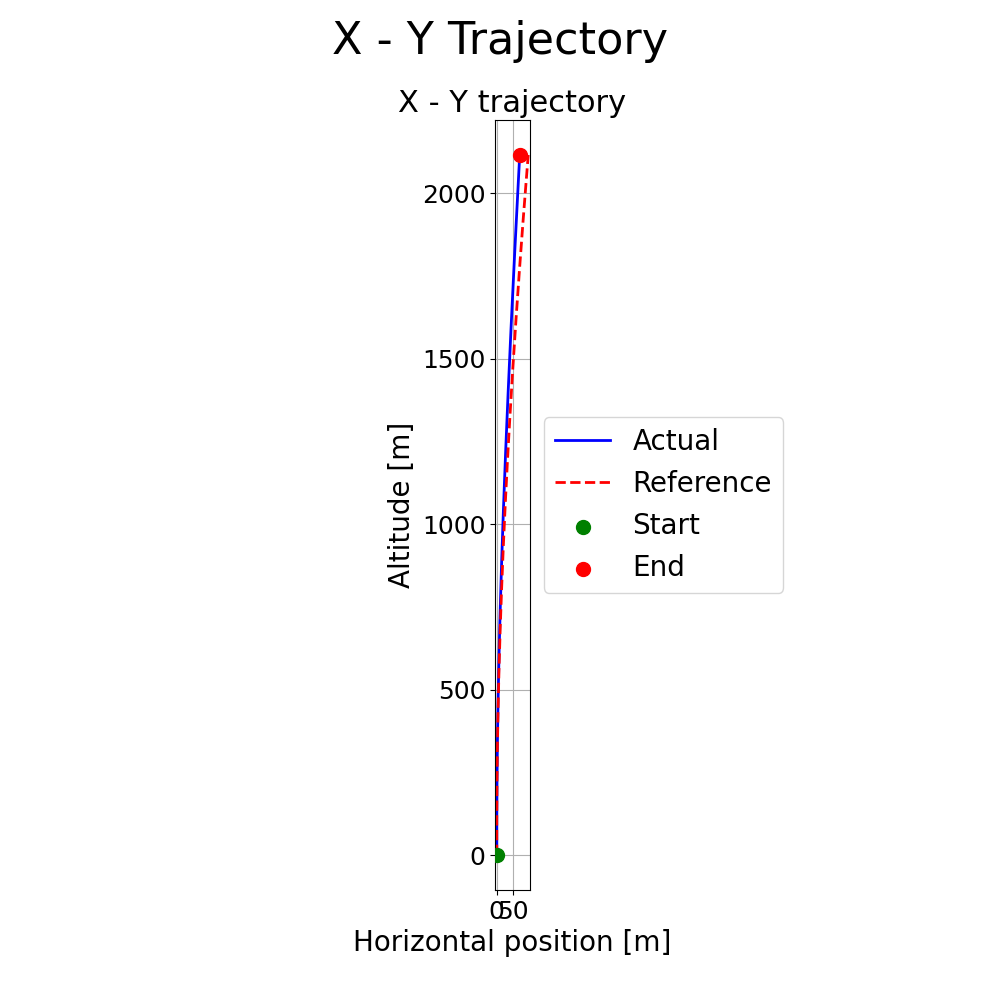 X - Y Trajectory
X - Y trajectory
2000
1500
1000
500
0
Altitude [m]
Actual
Reference
Start
End
0 50
Horizontal position [m]